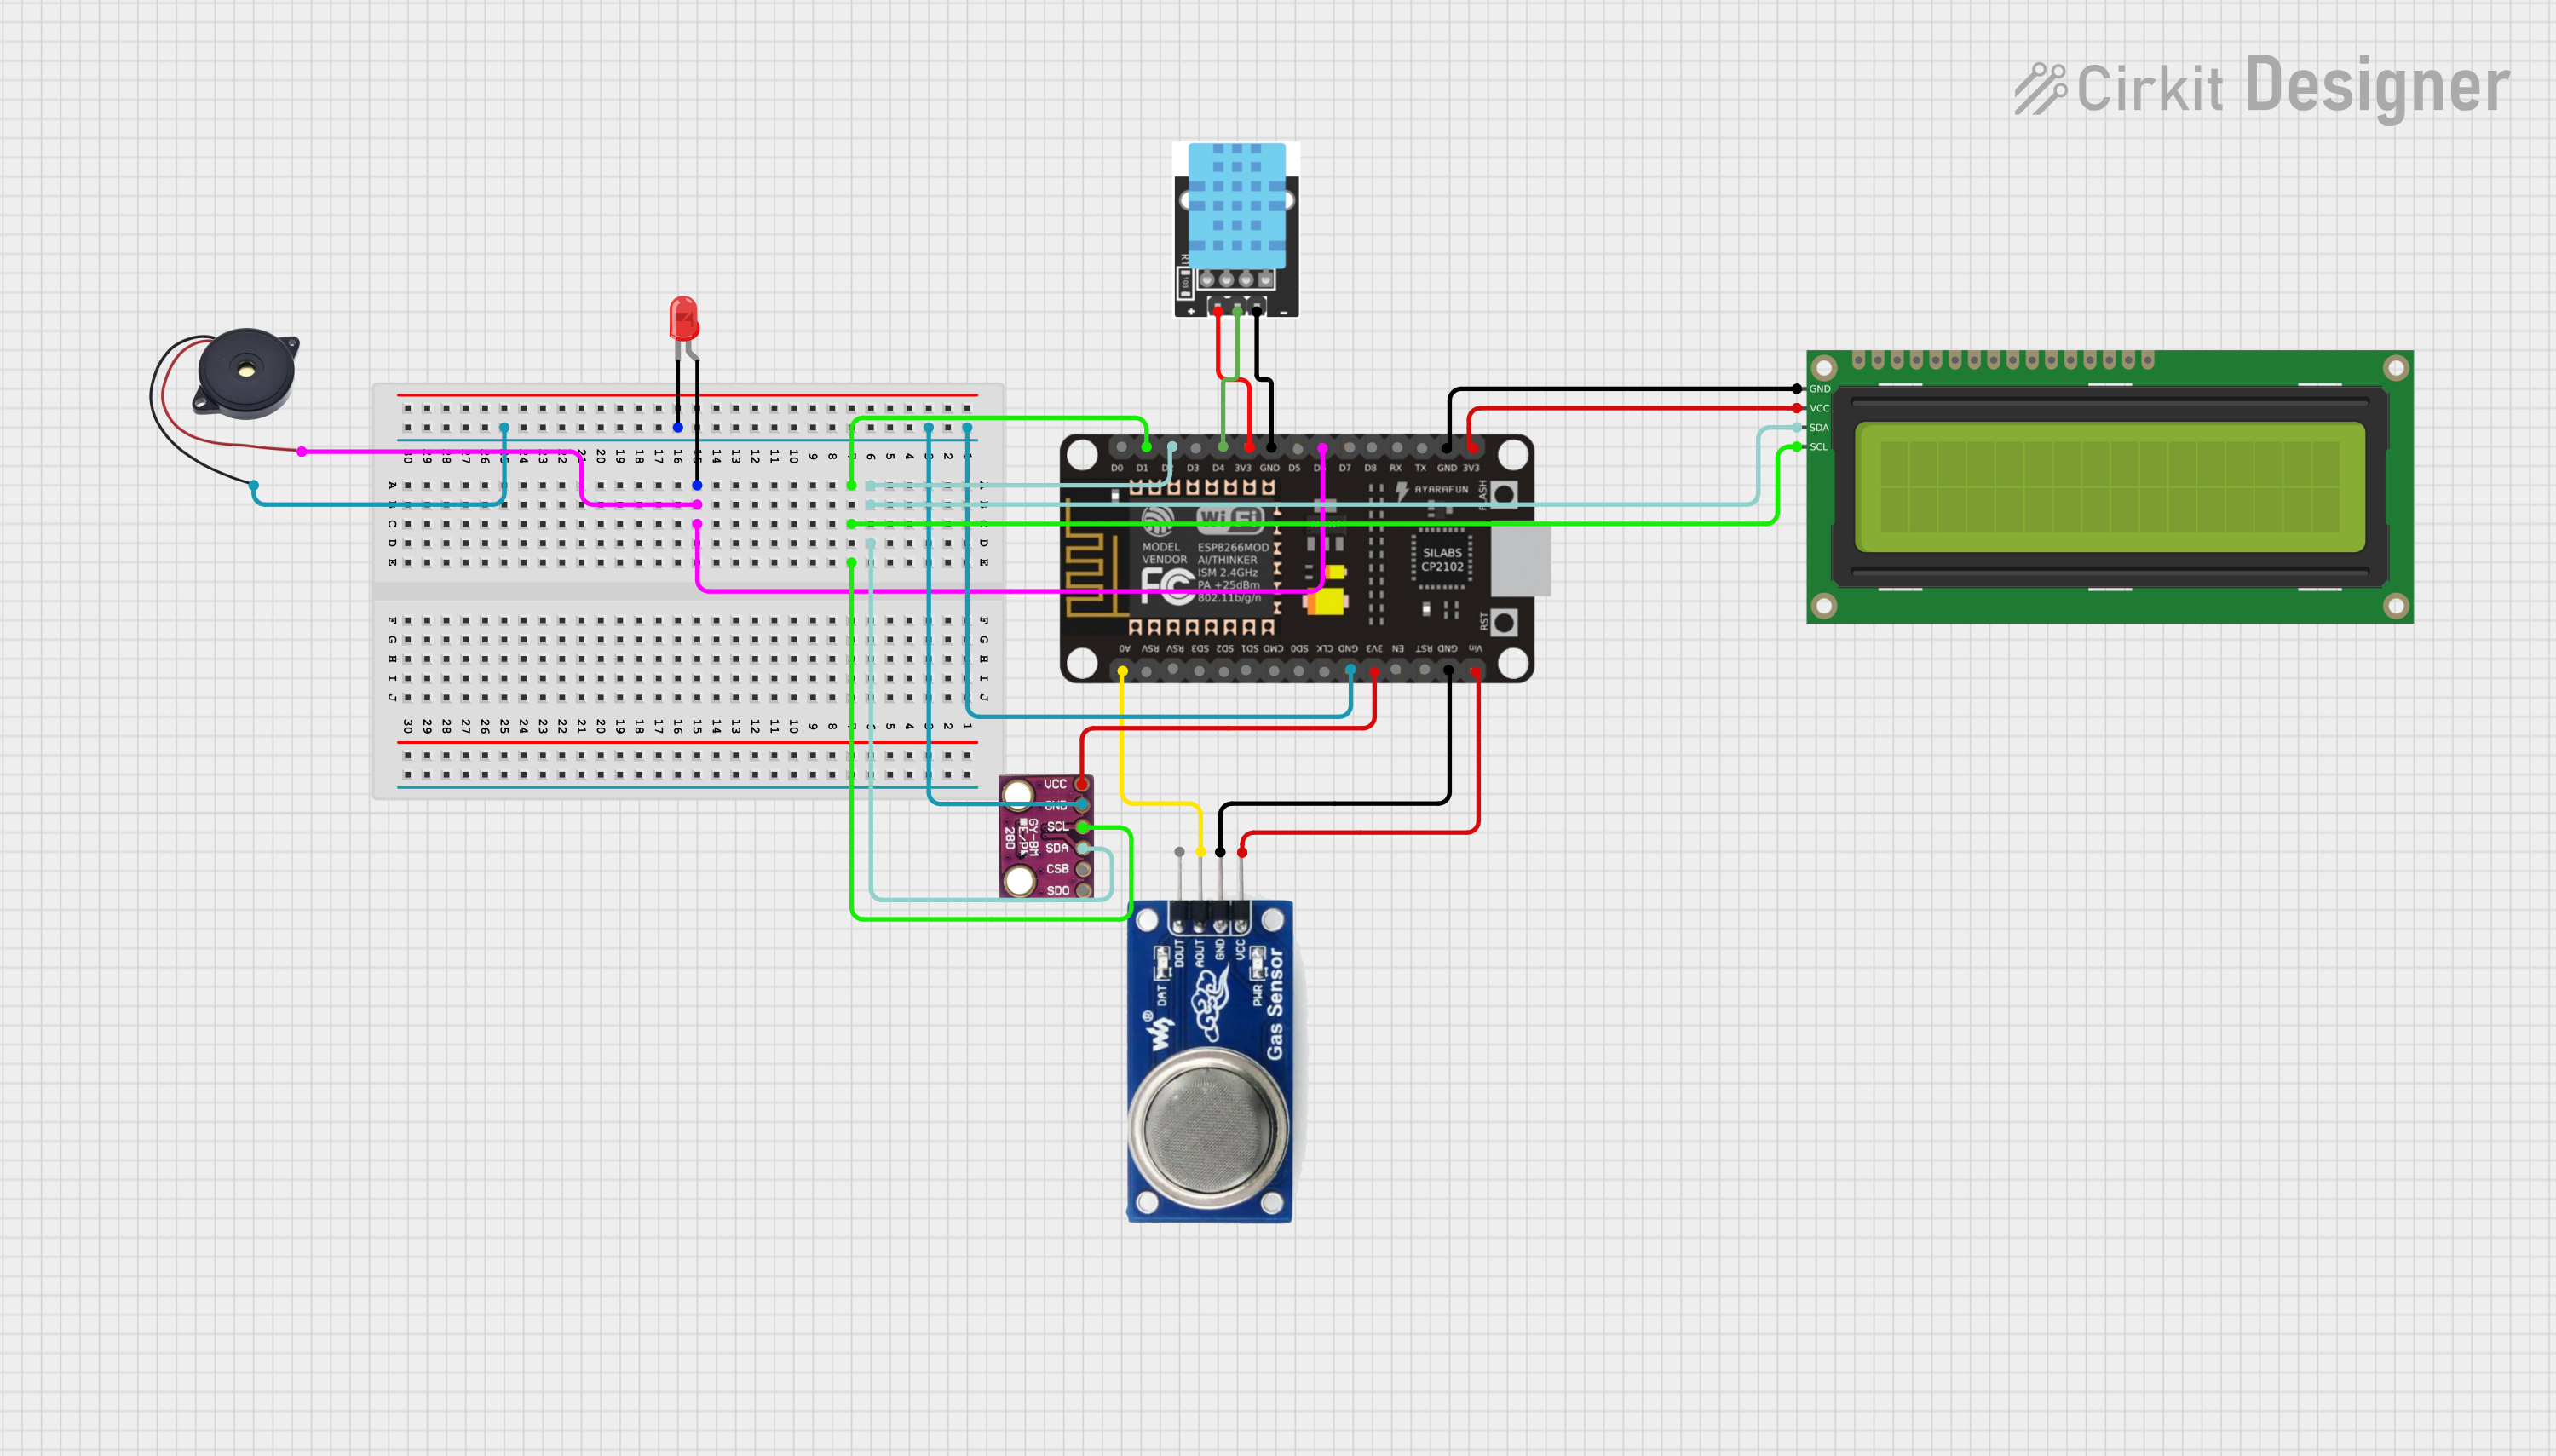 Cirkit Designer
R1
103
+
−
30 29 28 27 26 25 24 23 22 21 20 19 18 17 16 15 14 13 12 11 10 9 8 7 6 5 4 3 2 1
A A
B B
C C
D D
E E
F F
G G
H H
I I
J J
30 29 28 27 26 25 24 23 22 21 20 19 18 17 16 15 14 13 12 11 10 9 8 7 6 5 4 3 2 1
D0 D1 D2 D3 D4 3V3 GND D5 D6 D7 D8 RX TX GND 3V3
AYARAFUN
FLASH
WiFi
MODEL
VENDOR
ESP8266MOD
AI/THINKER
ISM 2.4GHz
PA +25dBm
802.11b/g/n
FC
SILABS
CP2102
RST
A0 RSV RSV SD3 SD2 SD1 CMD SD0 CLK GND 3V3 EN RST GND Vin
GND
VCC
SDA
SCL
VCC
GND
SCL
SDA
CSB
SDO
GY-BM
280
DOUT
AOUT
GND
VCC
DAT
PWR
Gas Sensor